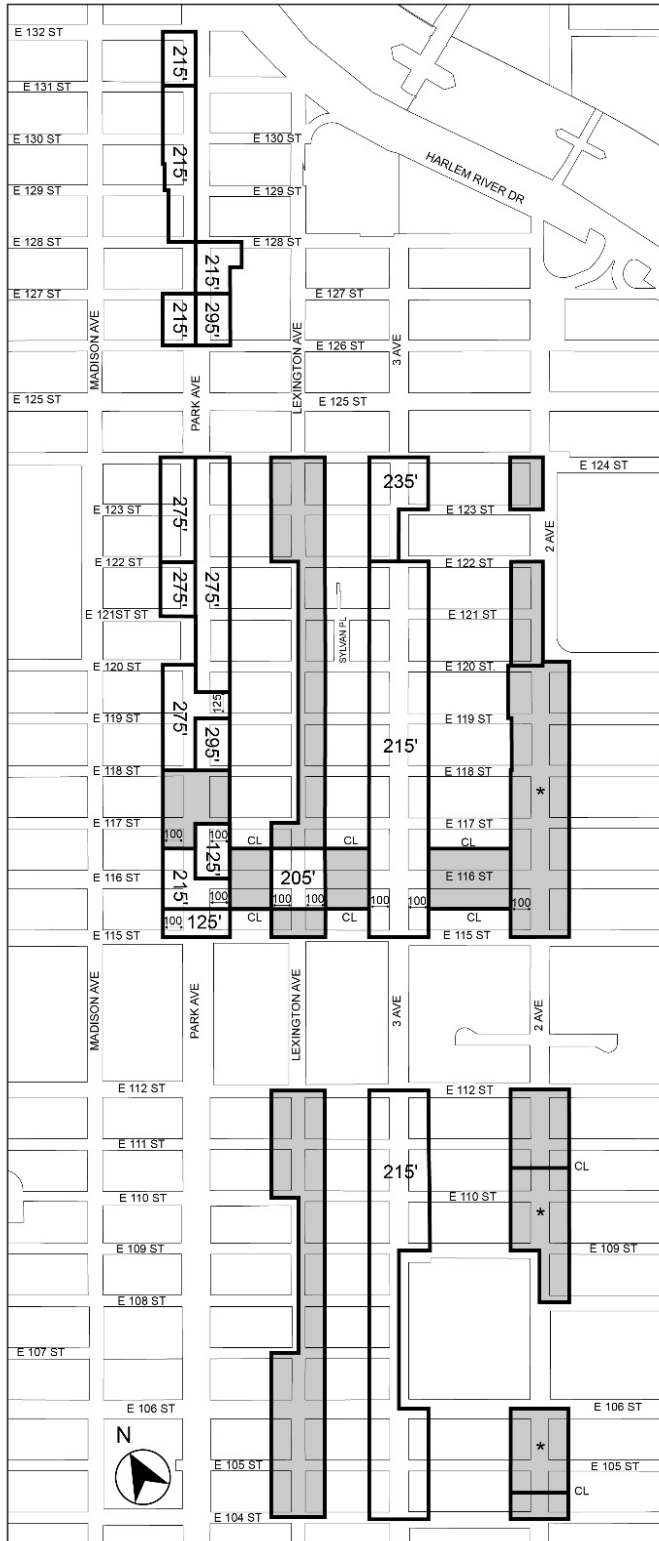 E 132 ST
215'
E 131 ST
E 130 ST
E 130 ST
215'
HARLEM RIVER DR
E 129 ST
E 129 ST
E 128 ST
E 128 ST
215'
E 127 ST
E 127 ST
215'
295'
MADISON AVE
PARK AVE
LEXINGTON AVE
3 AVE
E 126 ST
E 125 ST
E 125 ST
E 124 ST
235'
275'
E 123 ST
E 123 ST
2 AVE
E 122 ST
E 122 ST
275'
275'
E 121ST ST
E 121 ST
SYLVAN PL
E 120 ST
E 120 ST.
125'
275'
E 119 ST
E 119 ST
295'
215'
E 118 ST
E 118 ST
*
E 117 ST
E 117 ST
100
100
CL
CL
CL
125'
E 116 ST
205'
E 116 ST
215'
100
100
100
100
100
100
100
125'
CL
CL
CL
E 115 ST
E 115 ST
MADISON AVE
PARK AVE
LEXINGTON AVE
3 AVE
2 AVE
E 112 ST
E 112 ST
E 111 ST
215'
CL
E 110 ST
E 110 ST
*
E 109 ST
E 109 ST
E 108 ST
E 107 ST
E 106 ST
E 106 ST
N
*
E 105 ST
E 105 ST
CL
E 104 ST